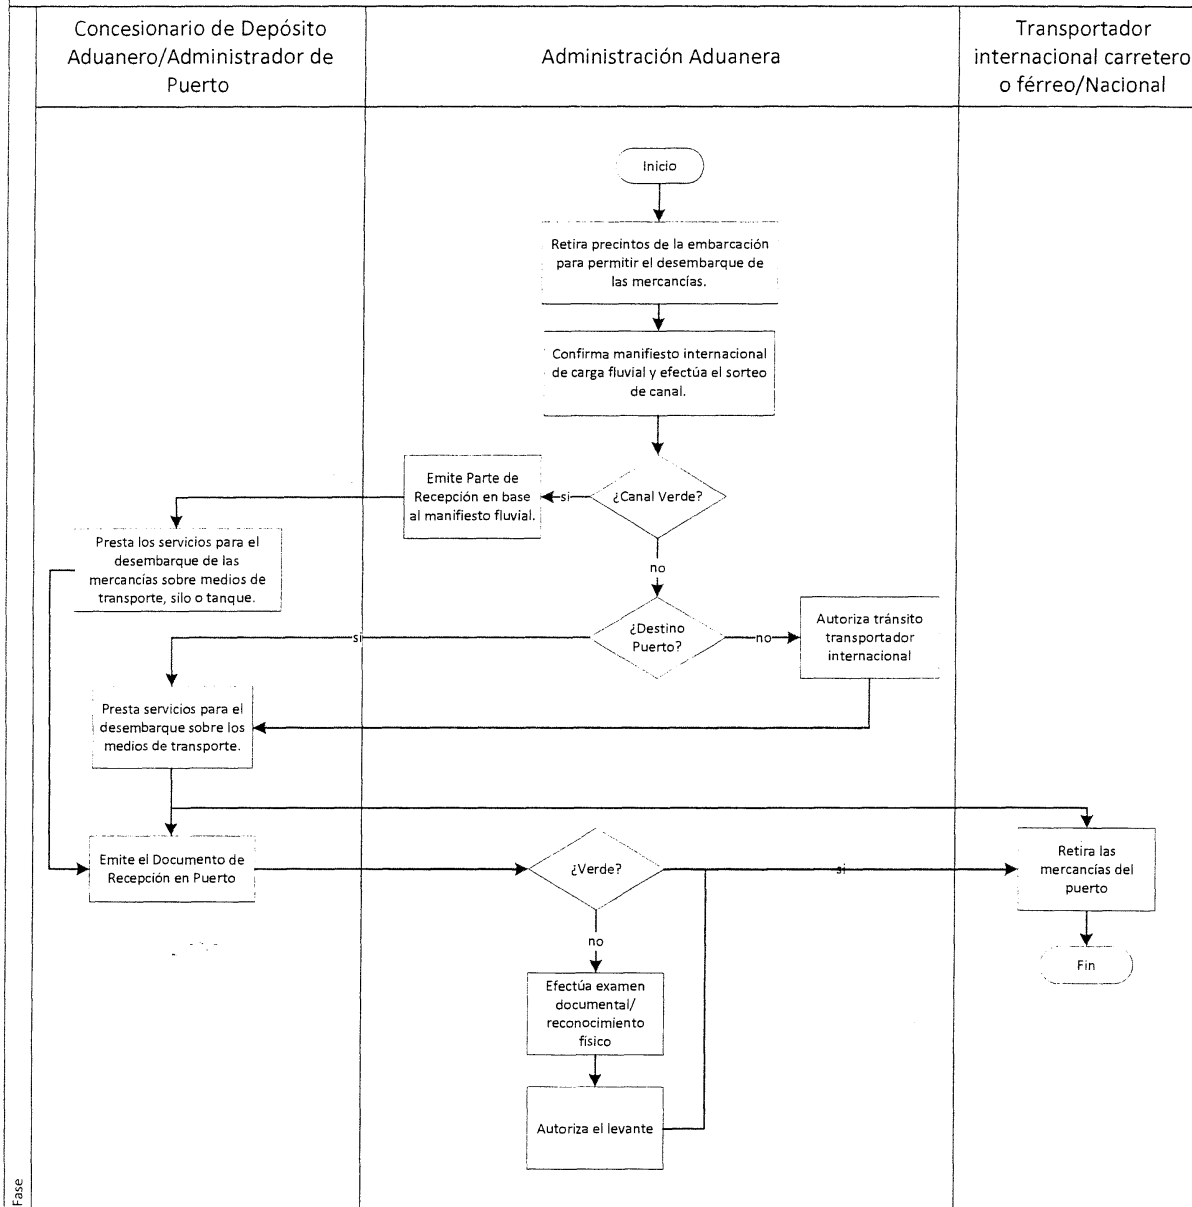 Concesionario de Depósito
Aduanero/Administrador de
Puerto
Administración Aduanera
Transportador
internacional carretero
o férreo/Nacional
Inicio
Retira precintos de la embarcación
para permitir el desembarque de
las mercancías.
Confirma manifiesto internacional
de carga fluvial y efectúa el sorteo
de canal.
¿Canal Verde?
si
Emite Parte de
Recepción en base
al manifiesto fluvial.
Presta los servicios para el
desembarque de las
mercancías sobre medios de
transporte, silo o tanque.
no
¿Destino
Puerto?
si
no
Autoriza tránsito
transportador
internacional
Presta servicios para el
desembarque sobre los
medios de transporte.
Emite el Documento de
Recepción en Puerto
¿Verde?
si
Retira las
mercancías del
puerto
no
Fin
Efectúa examen
documental/
reconocimiento
físico
Autoriza el levante
Fase